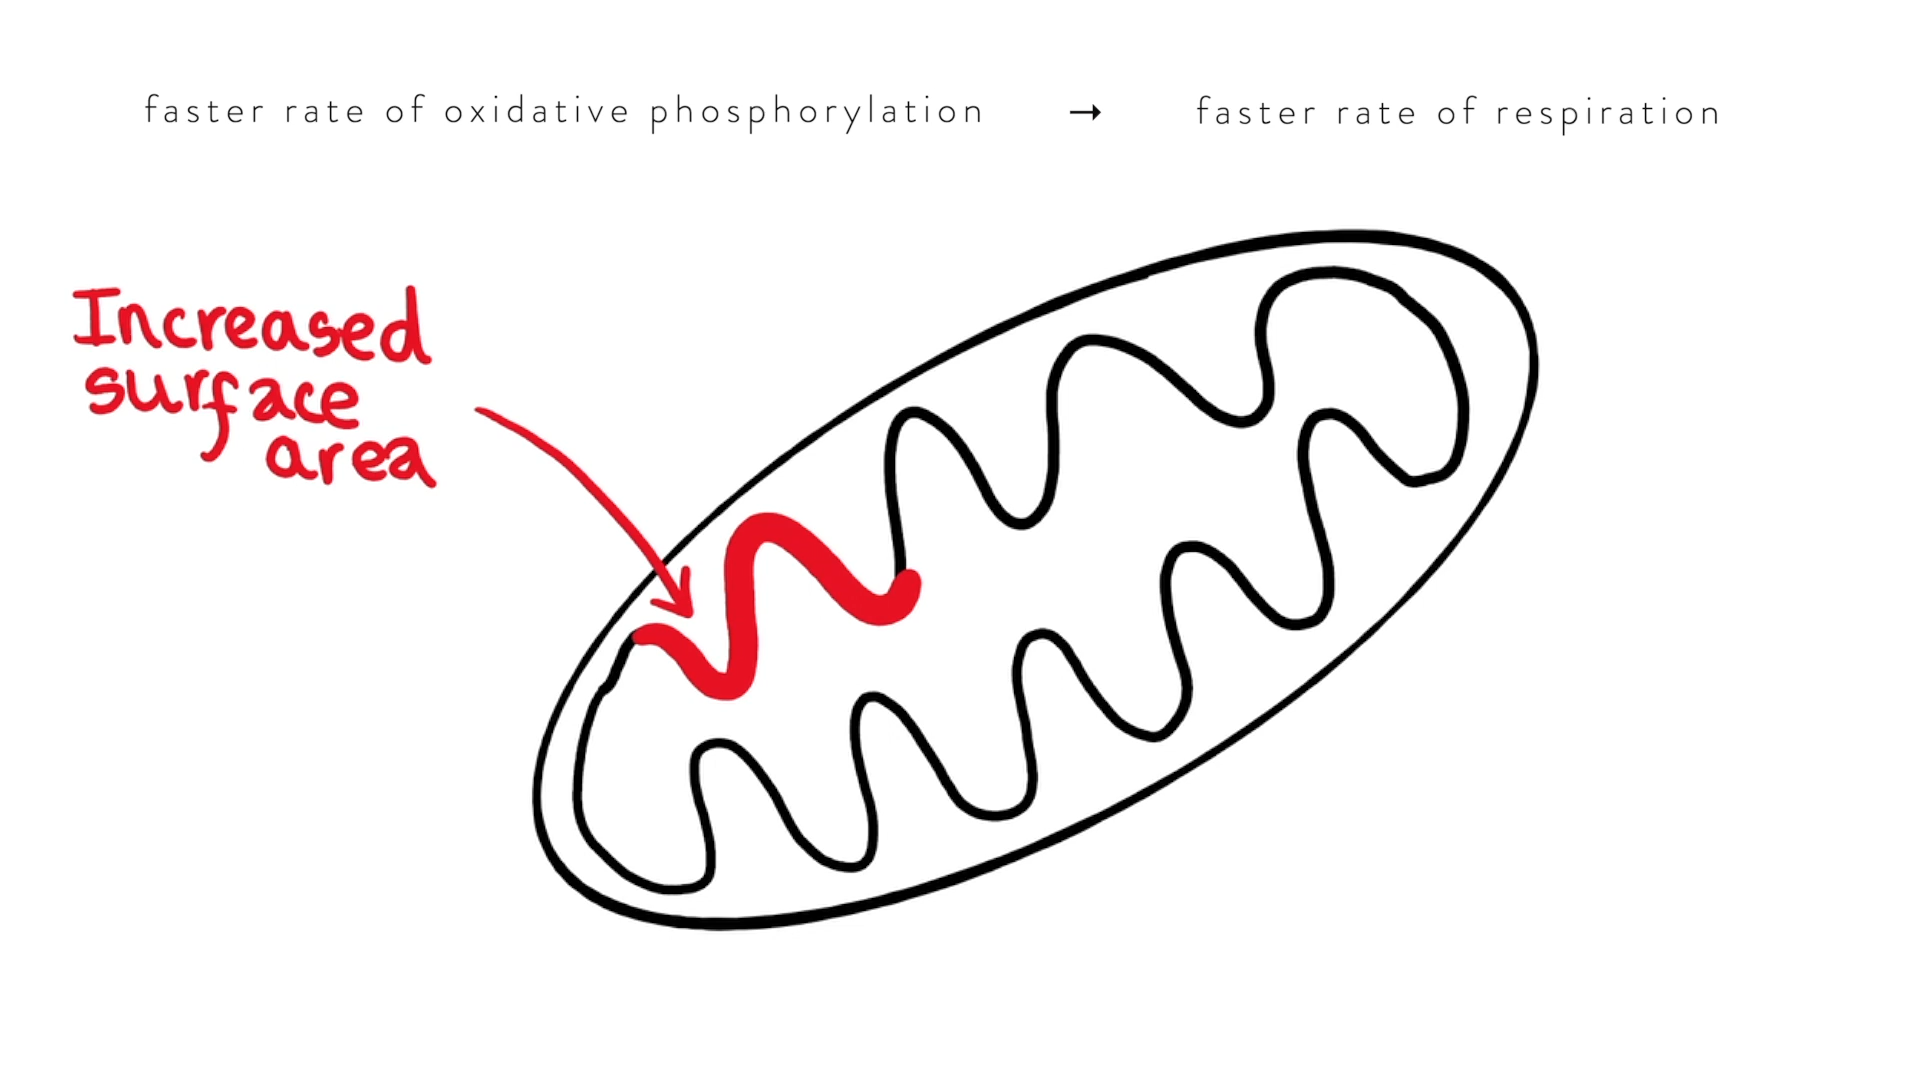 faster rate of oxidative phosphorylation → faster rate of respiration
Increased
surface
area